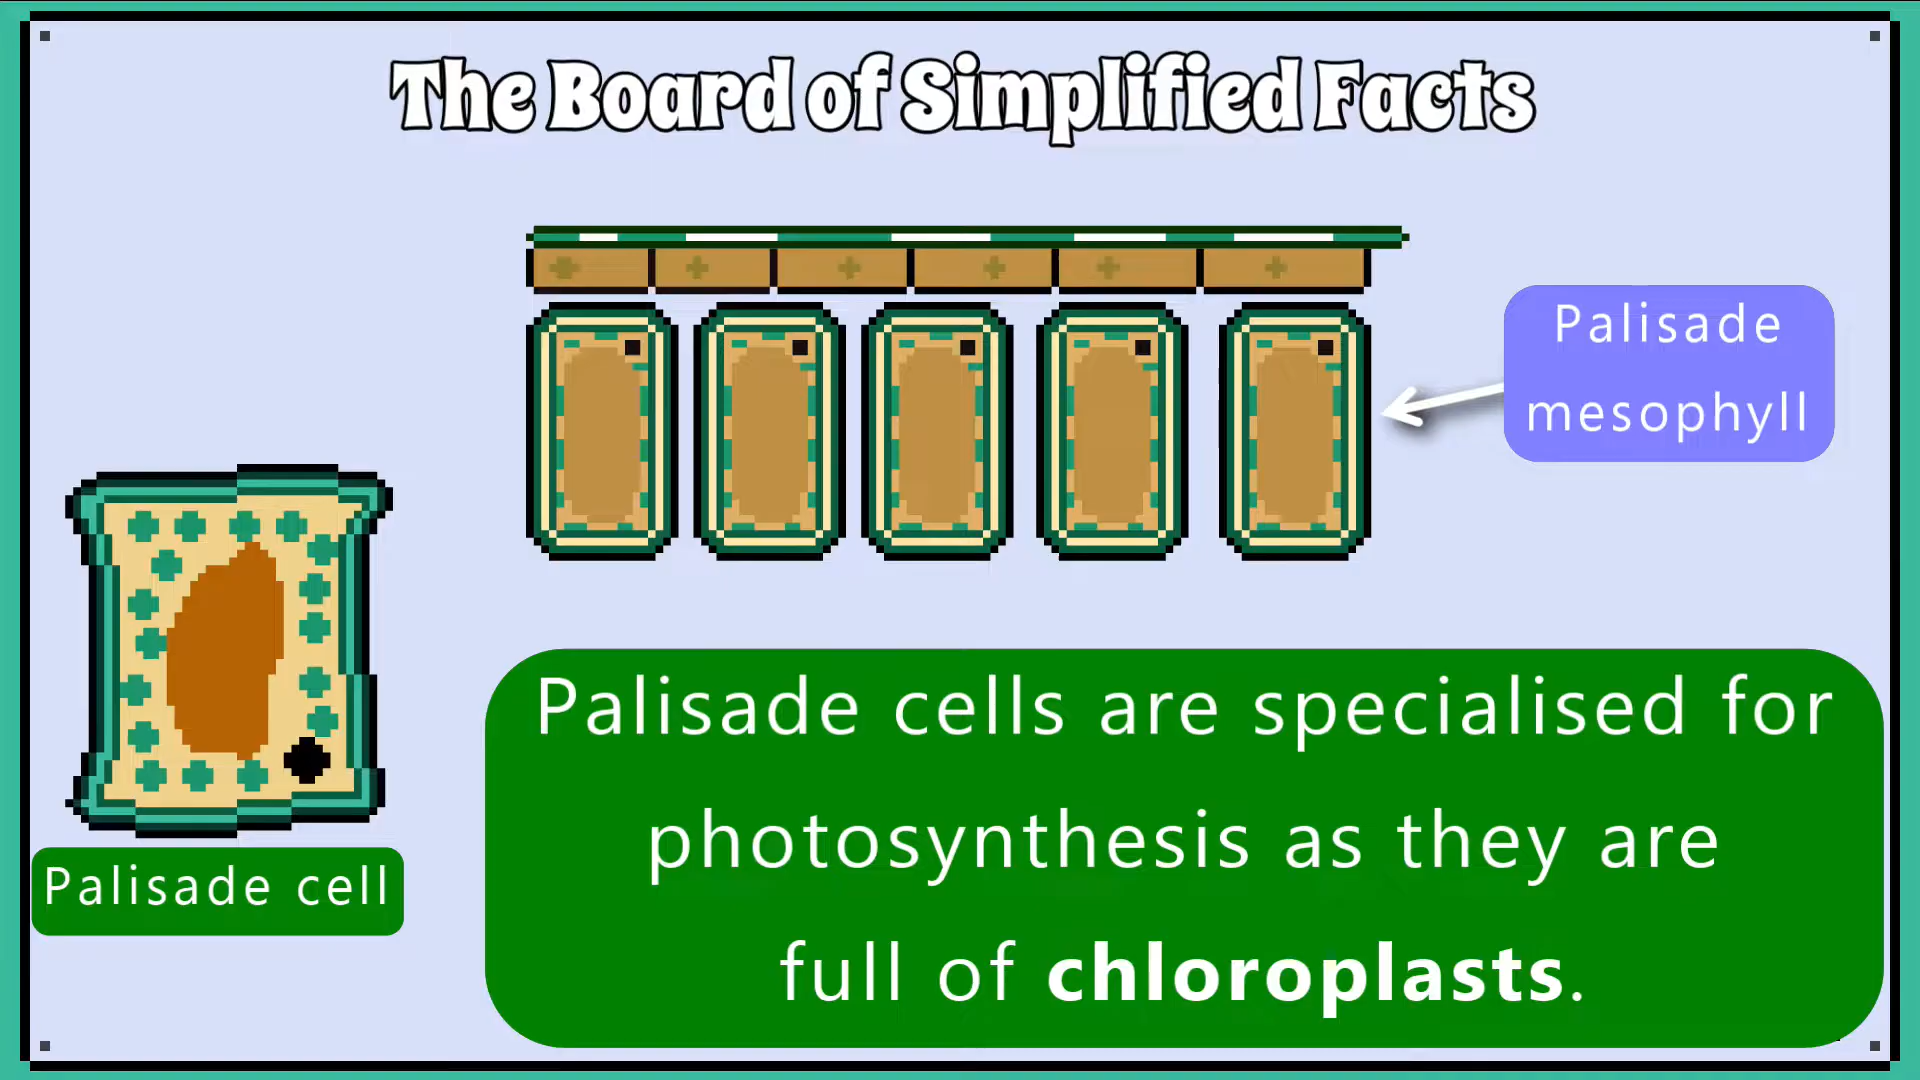 The Board of Simplified Facts
Palisade
mesophyll
Palisade cells are specialised for
photosynthesis as they are
full of chloroplasts.
Palisade cell